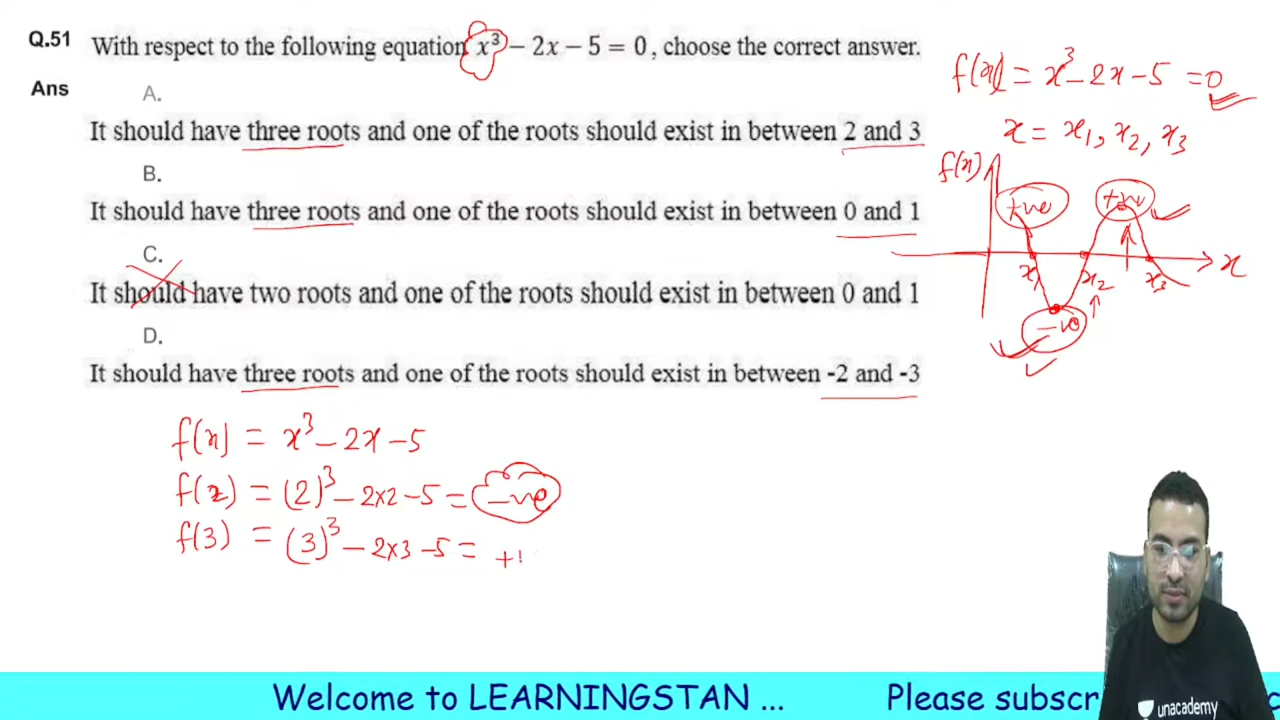 Q.51 With respect to the following equation x³ − 2x − 5 = 0, choose the correct answer.
Ans
A.
It should have three roots and one of the roots should exist in between 2 and 3
B.
It should have three roots and one of the roots should exist in between 0 and 1
C.
It should have two roots and one of the roots should exist in between 0 and 1
D.
It should have three roots and one of the roots should exist in between -2 and -3
f(x) = x³ − 2x − 5 = 0
x = x₁, x₂, x₃
f(x)
+ve
+ve
x₁
x₂
x₃
x
−ve
f(x) = x³ − 2x − 5
f(2) = (2)³ − 2×2 − 5 = −ve
f(3) = (3)³ − 2×3 − 5 =
unacademy
Welcome to LEARNINGSTAN ... Please